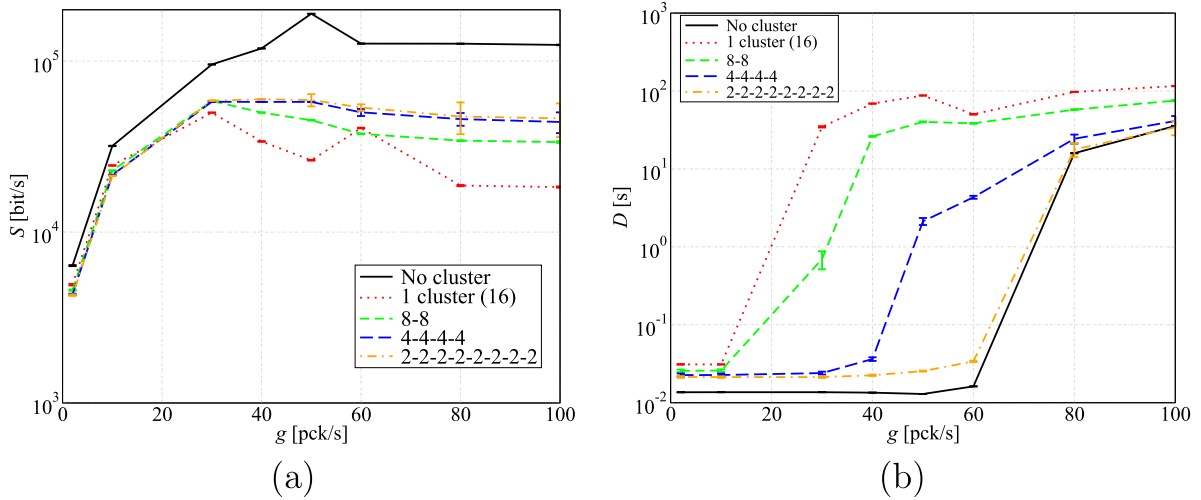 10^5
10^4
10^3
S [bit/s]
No cluster
1 cluster (16)
8-8
4-4-4-4
2-2-2-2-2-2-2-2
0 20 40 60 80 100
g [pck/s]
(a)
10^3
10^2
10^1
10^0
10^-1
10^-2
D [s]
No cluster
1 cluster (16)
8-8
4-4-4-4
2-2-2-2-2-2-2-2
0 20 40 60 80 100
g [pck/s]
(b)